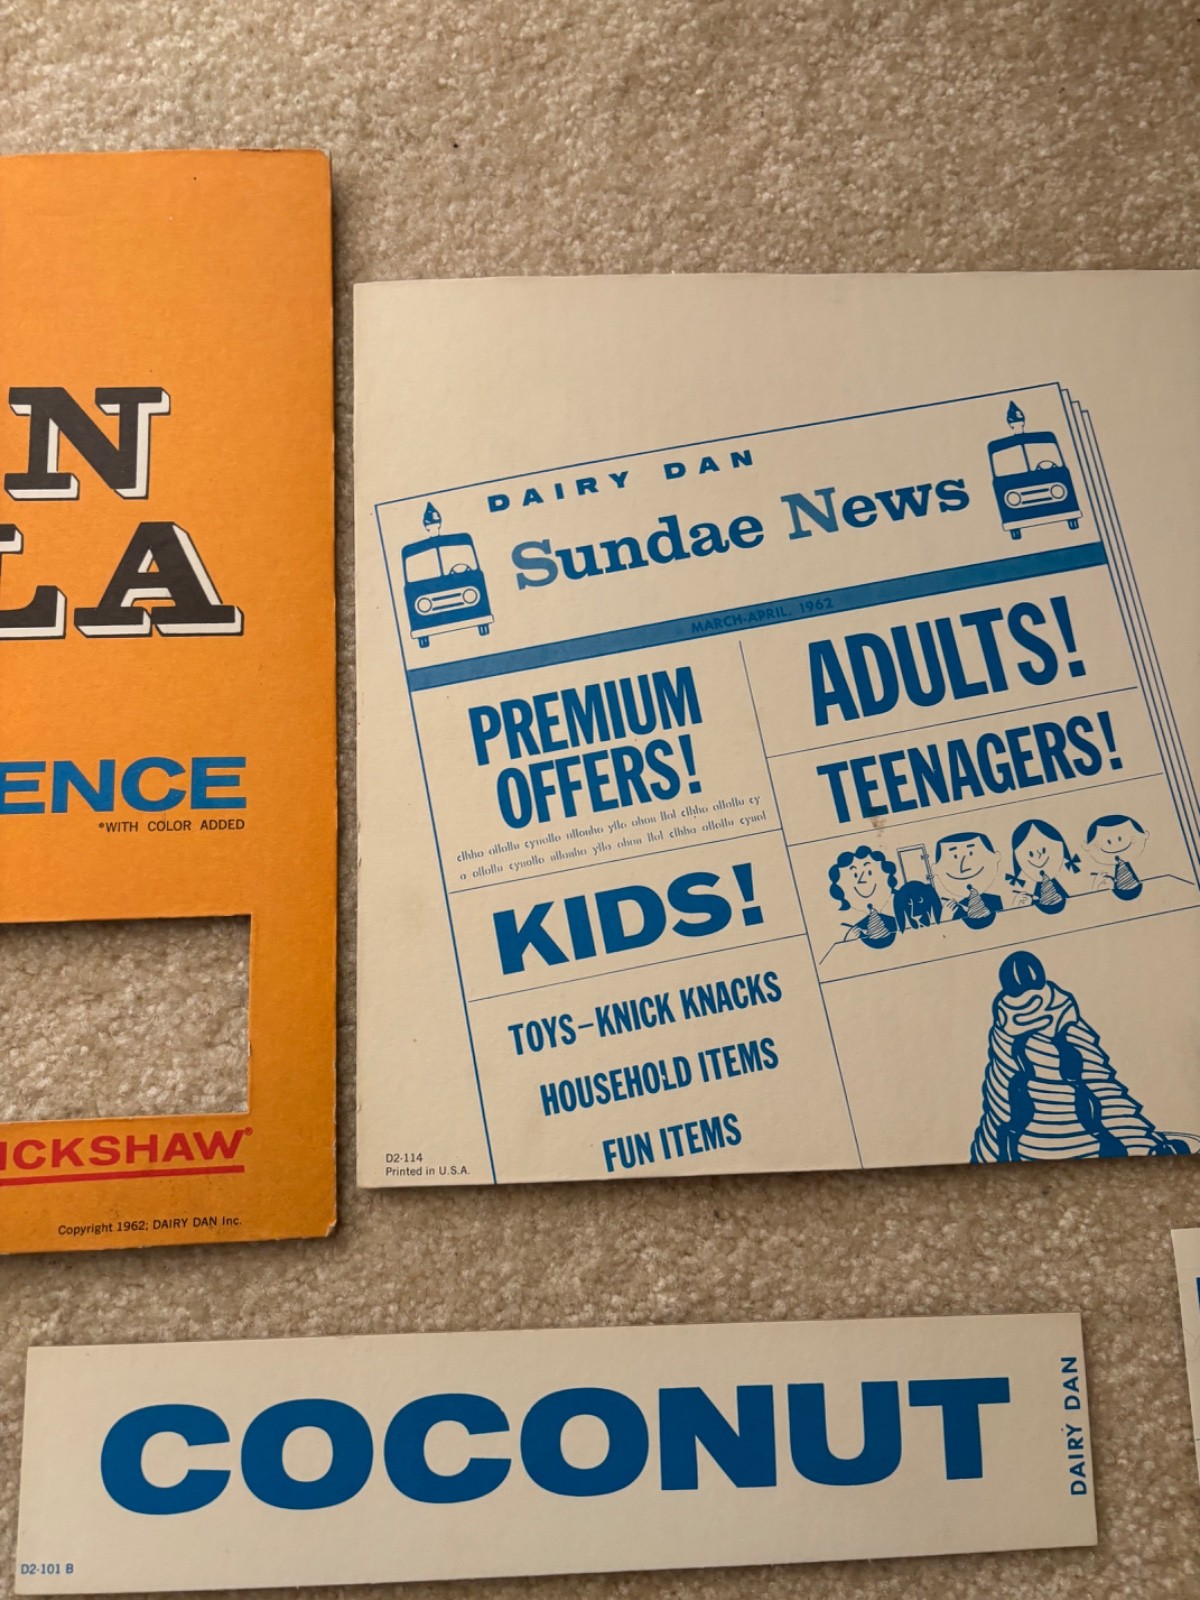 N
LA
ENCE
*WITH COLOR ADDED
ICKSHAW®
Copyright 1962; DAIRY DAN Inc.
DAIRY DAN
Sundae News
MARCH-APRIL, 1962
PREMIUM
OFFERS!
KIDS!
TOYS-KNICK KNACKS
HOUSEHOLD ITEMS
FUN ITEMS
ADULTS!
TEENAGERS!
D2-114
Printed in U.S.A.
COCONUT
DAIRY DAN
D2-101 B